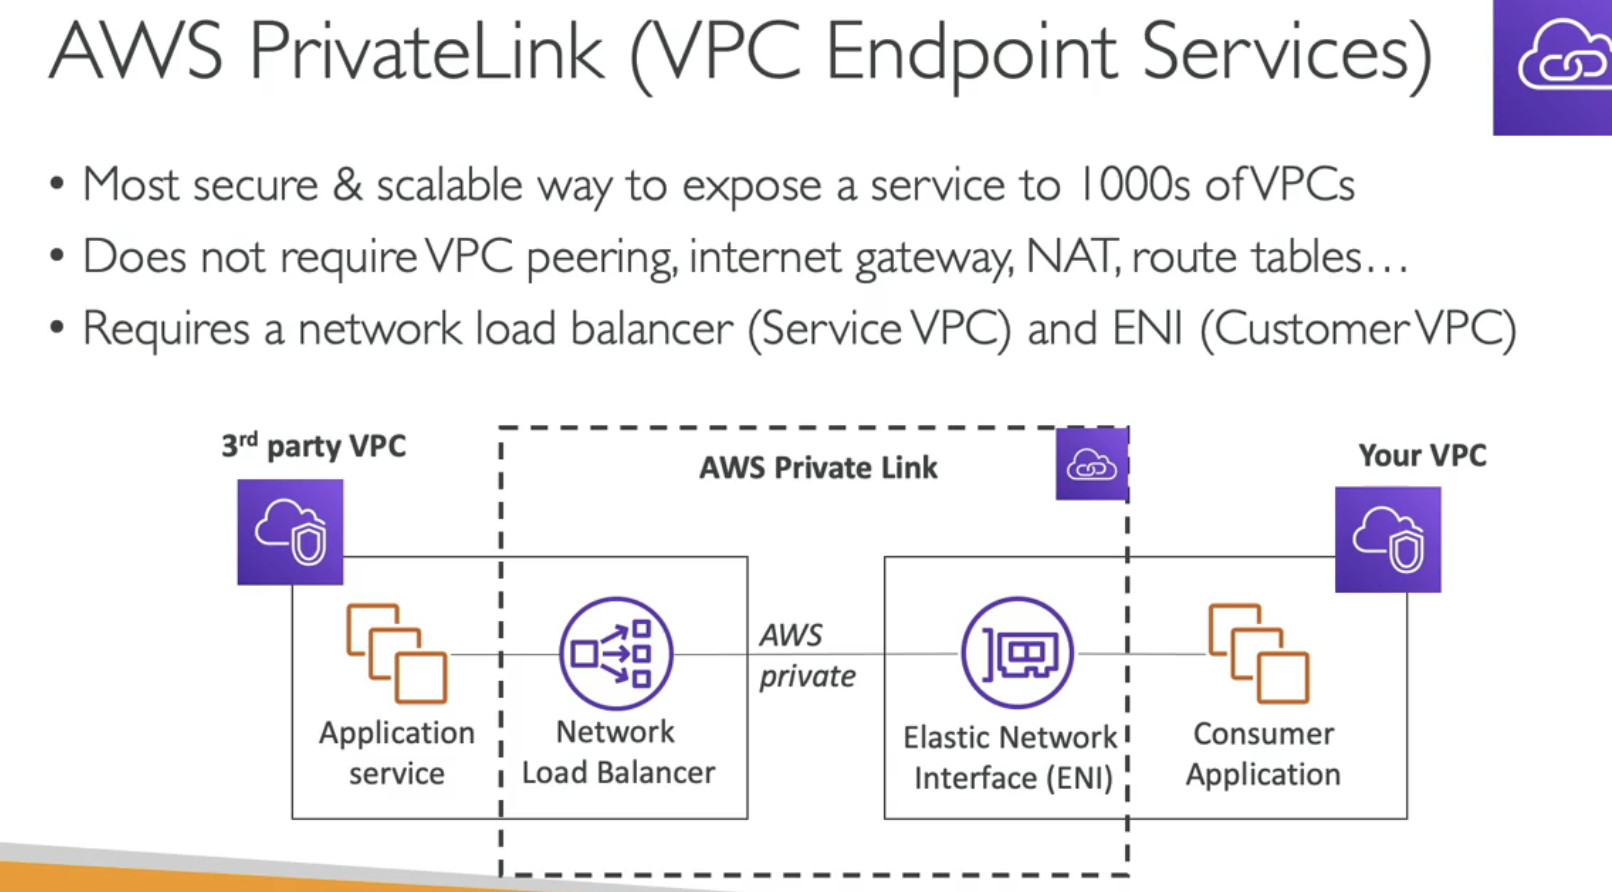 AWS PrivateLink (VPC Endpoint Services)
• Most secure & scalable way to expose a service to 1000s of VPCs
• Does not require VPC peering, internet gateway, NAT, route tables…
• Requires a network load balancer (Service VPC) and ENI (Customer VPC)
3rd party VPC
AWS Private Link
Your VPC
AWS
private
Application
service
Network
Load Balancer
Elastic Network
Interface (ENI)
Consumer
Application